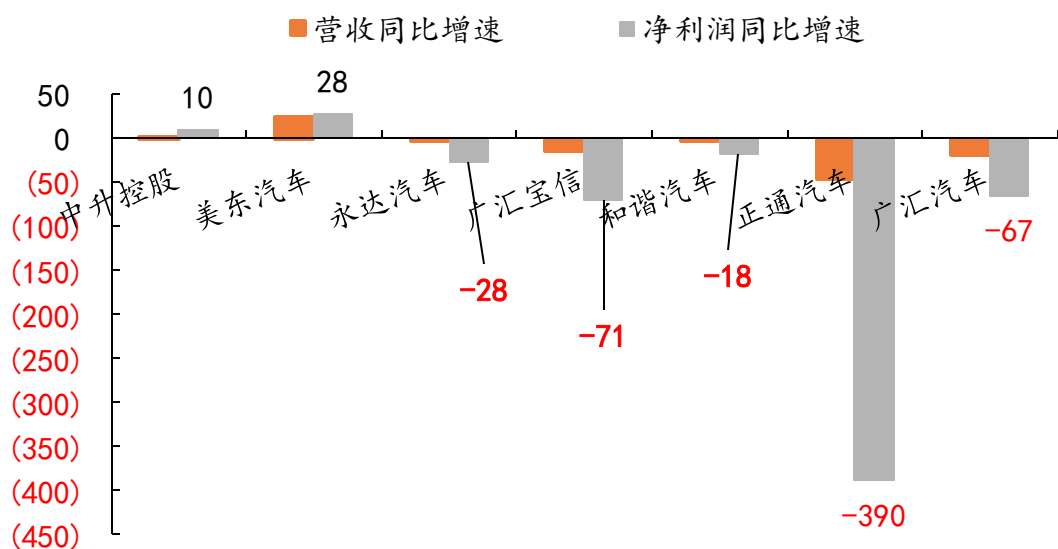 营收同比增速 净利润同比增速
50
0
(50)
(100)
(150)
(200)
(250)
(300)
(350)
(400)
(450)
10
28
-28
-71
-18
-390
-67
中升控股
美东汽车
永达汽车
广汇宝信
和谐汽车
正通汽车
广汇汽车